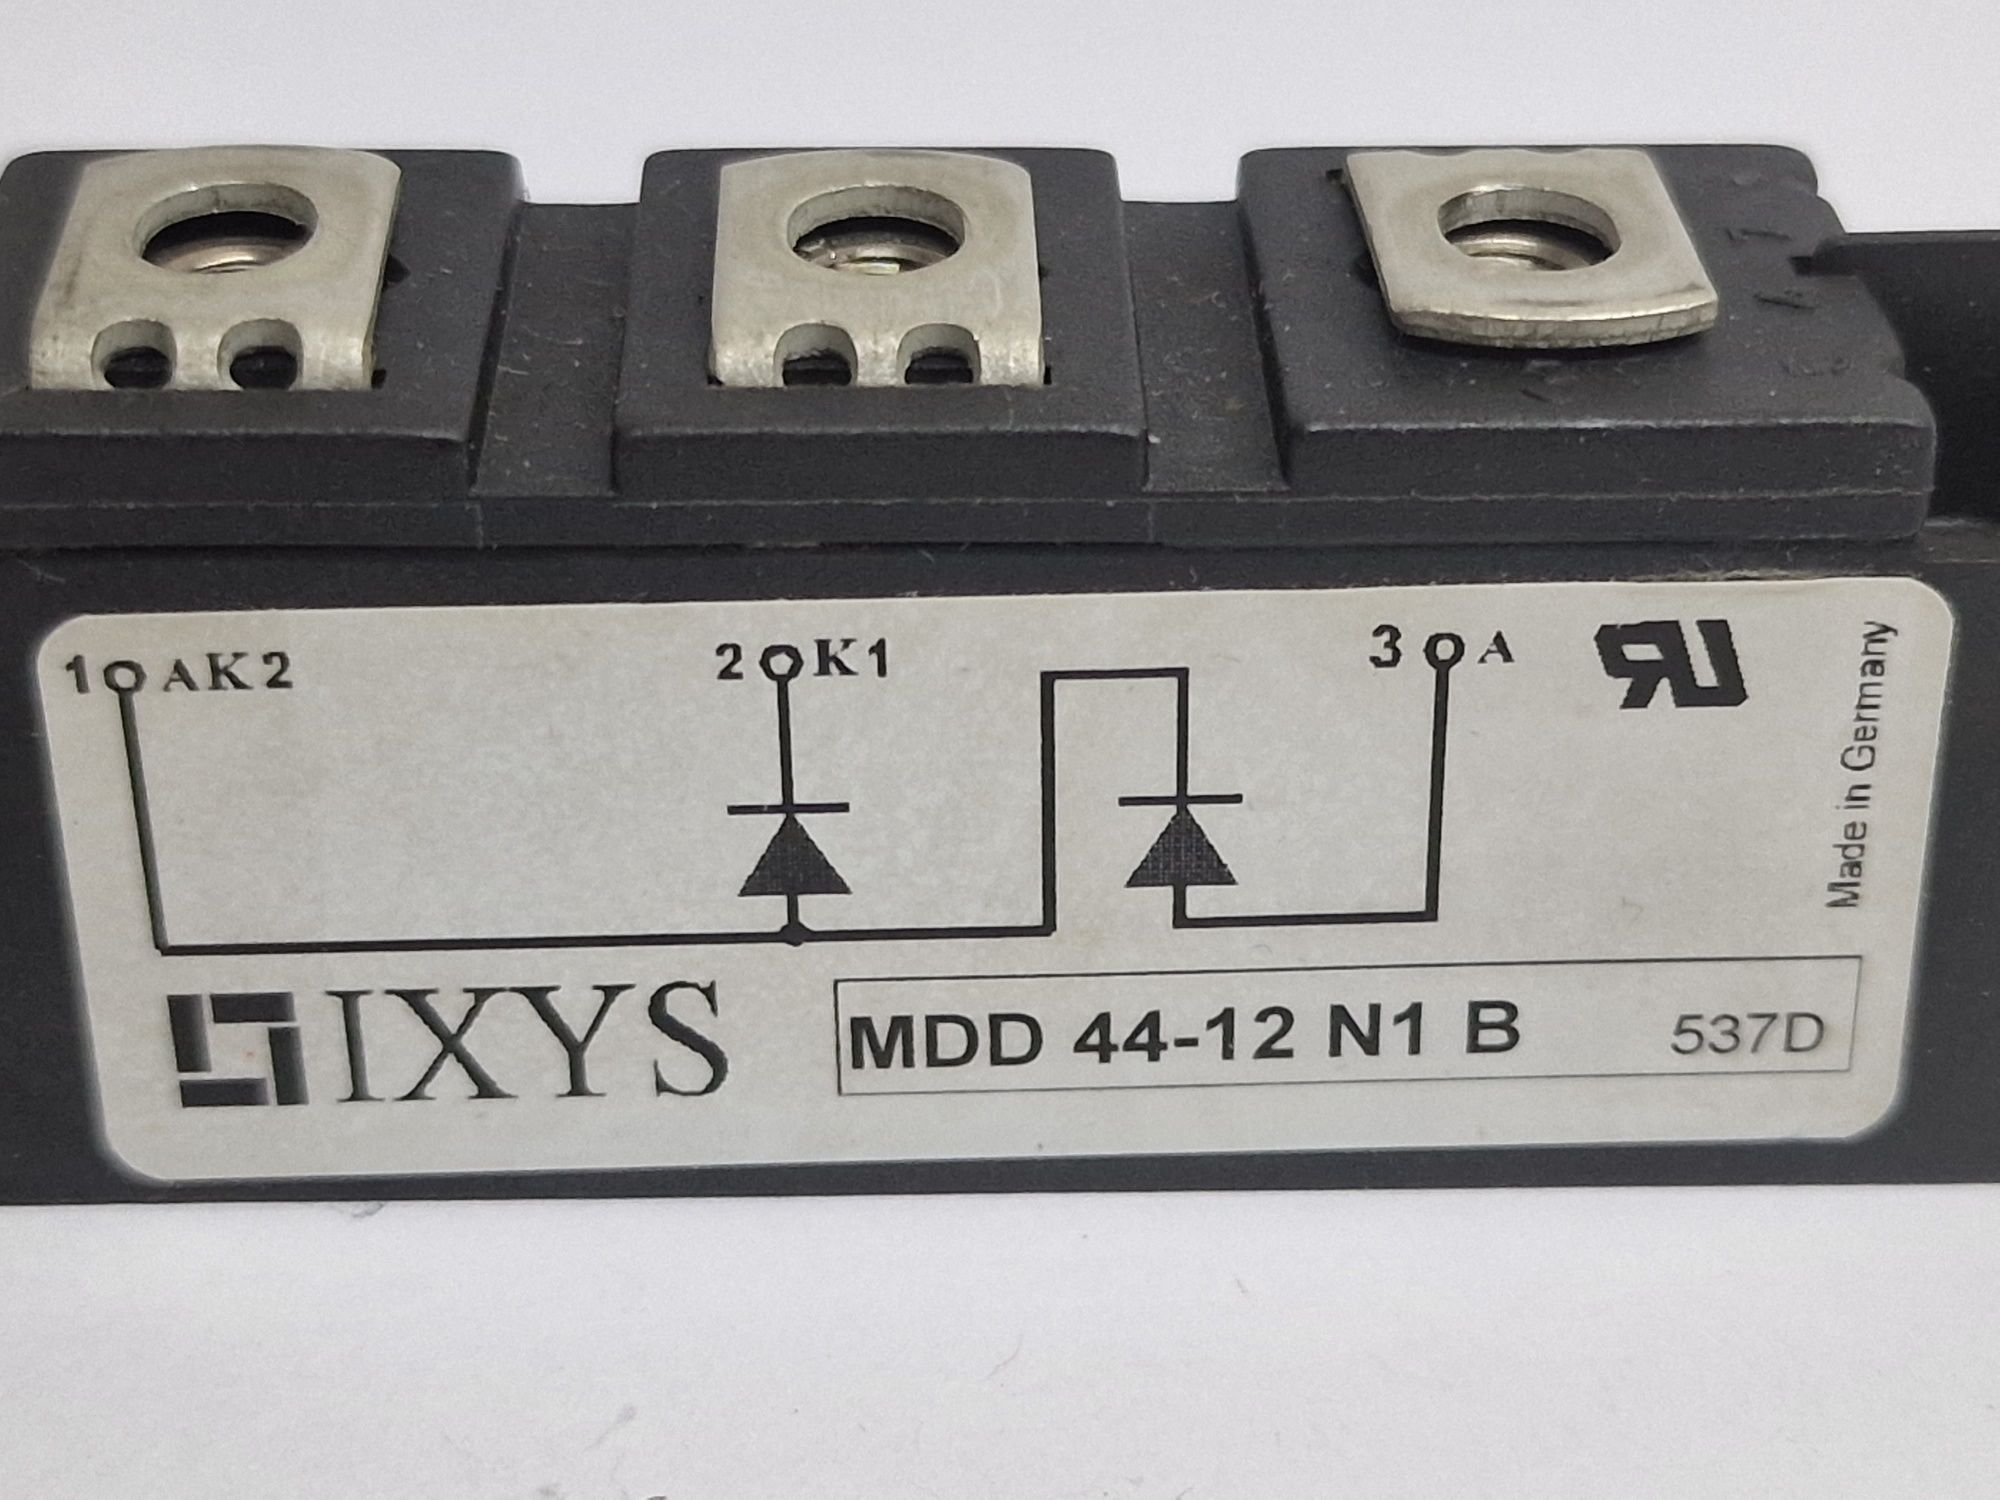 1 AK2 2 K1 3 A
Made in Germany
IXYS MDD 44-12 N1 B 537D